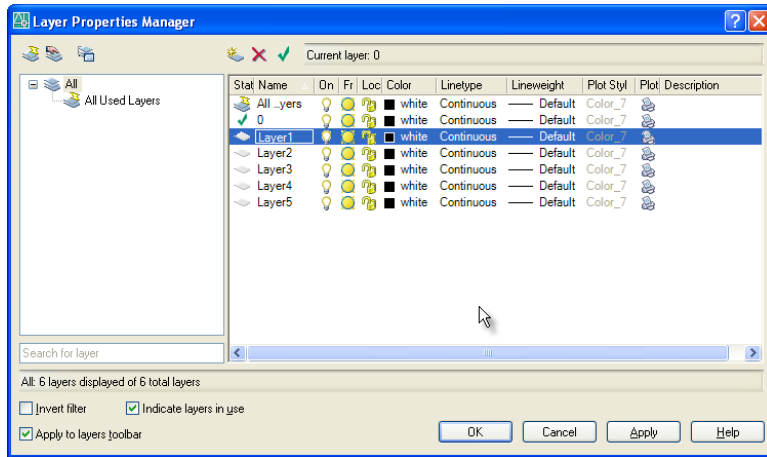 Layer Properties Manager
Current layer: 0
All
All Used Layers
Stat Name On Fr Loc Color Linetype Lineweight Plot Styl Plot Description
All ...yers white Continuous Default Color_7
0 white Continuous Default Color_7
Layer1 white Continuous Default Color_7
Layer2 white Continuous Default Color_7
Layer3 white Continuous Default Color_7
Layer4 white Continuous Default Color_7
Layer5 white Continuous Default Color_7
Search for layer
All: 6 layers displayed of 6 total layers
Invert filter Indicate layers in use
Apply to layers toolbar
OK Cancel Apply Help